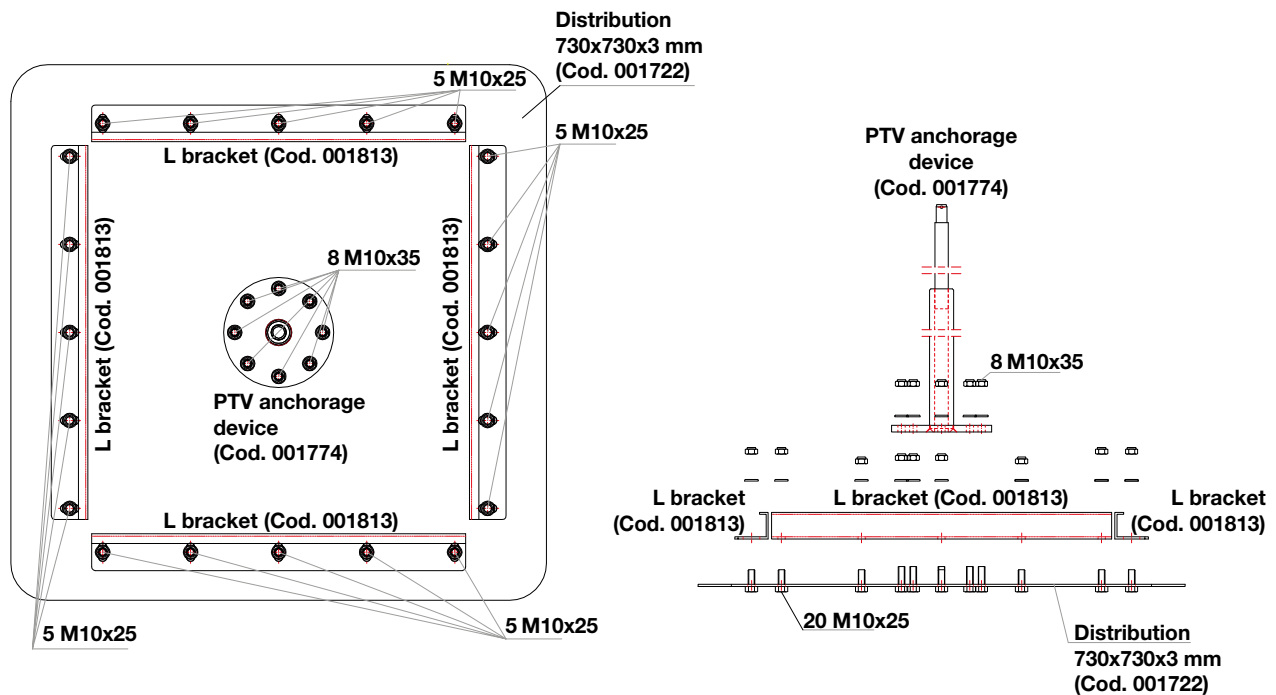 Distribution
730x730x3 mm
(Cod. 001722)
5 M10x25
5 M10x25
L bracket (Cod. 001813)
L bracket (Cod. 001813)
L bracket (Cod. 001813)
8 M10x35
PTV anchorage
device
(Cod. 001774)
L bracket (Cod. 001813)
5 M10x25
5 M10x25
PTV anchorage
device
(Cod. 001774)
8 M10x35
L bracket
(Cod. 001813)
L bracket (Cod. 001813)
L bracket
(Cod. 001813)
20 M10x25
Distribution
730x730x3 mm
(Cod. 001722)